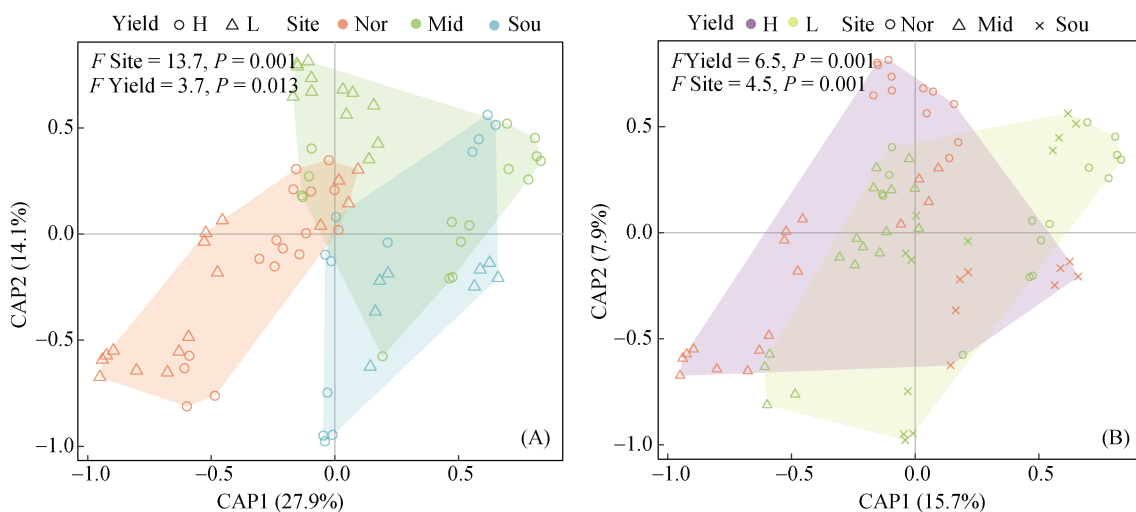 Yield H L Site Nor Mid Sou
F Site = 13.7, P = 0.001
F Yield = 3.7, P = 0.013
0.5
0.0
−0.5
−1.0
CAP2 (14.1%)
(A)
−1.0 −0.5 0.0 0.5
CAP1 (27.9%)
Yield H L Site Nor Mid Sou
FYield = 6.5, P = 0.001
F Site = 4.5, P = 0.001
0.5
0.0
−0.5
−1.0
CAP2 (7.9%)
(B)
−1.0 −0.5 0.0 0.5
CAP1 (15.7%)